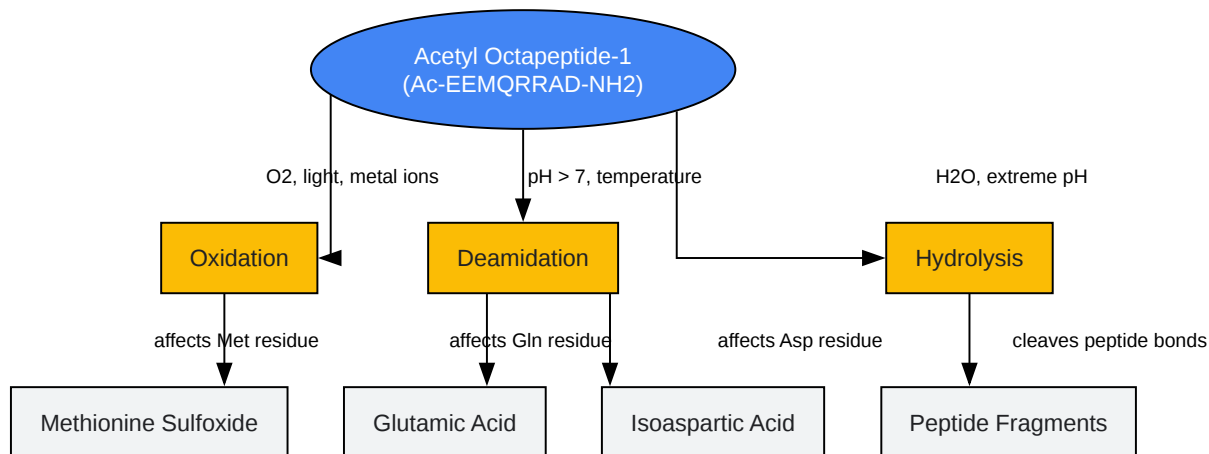 Acetyl Octapeptide-1
(Ac-EEMQRRAD-NH2)
O2, light, metal ions
pH > 7, temperature
H2O, extreme pH
Oxidation
Deamidation
Hydrolysis
affects Met residue
affects Gln residue
affects Asp residue
cleaves peptide bonds
Methionine Sulfoxide
Glutamic Acid
Isoaspartic Acid
Peptide Fragments